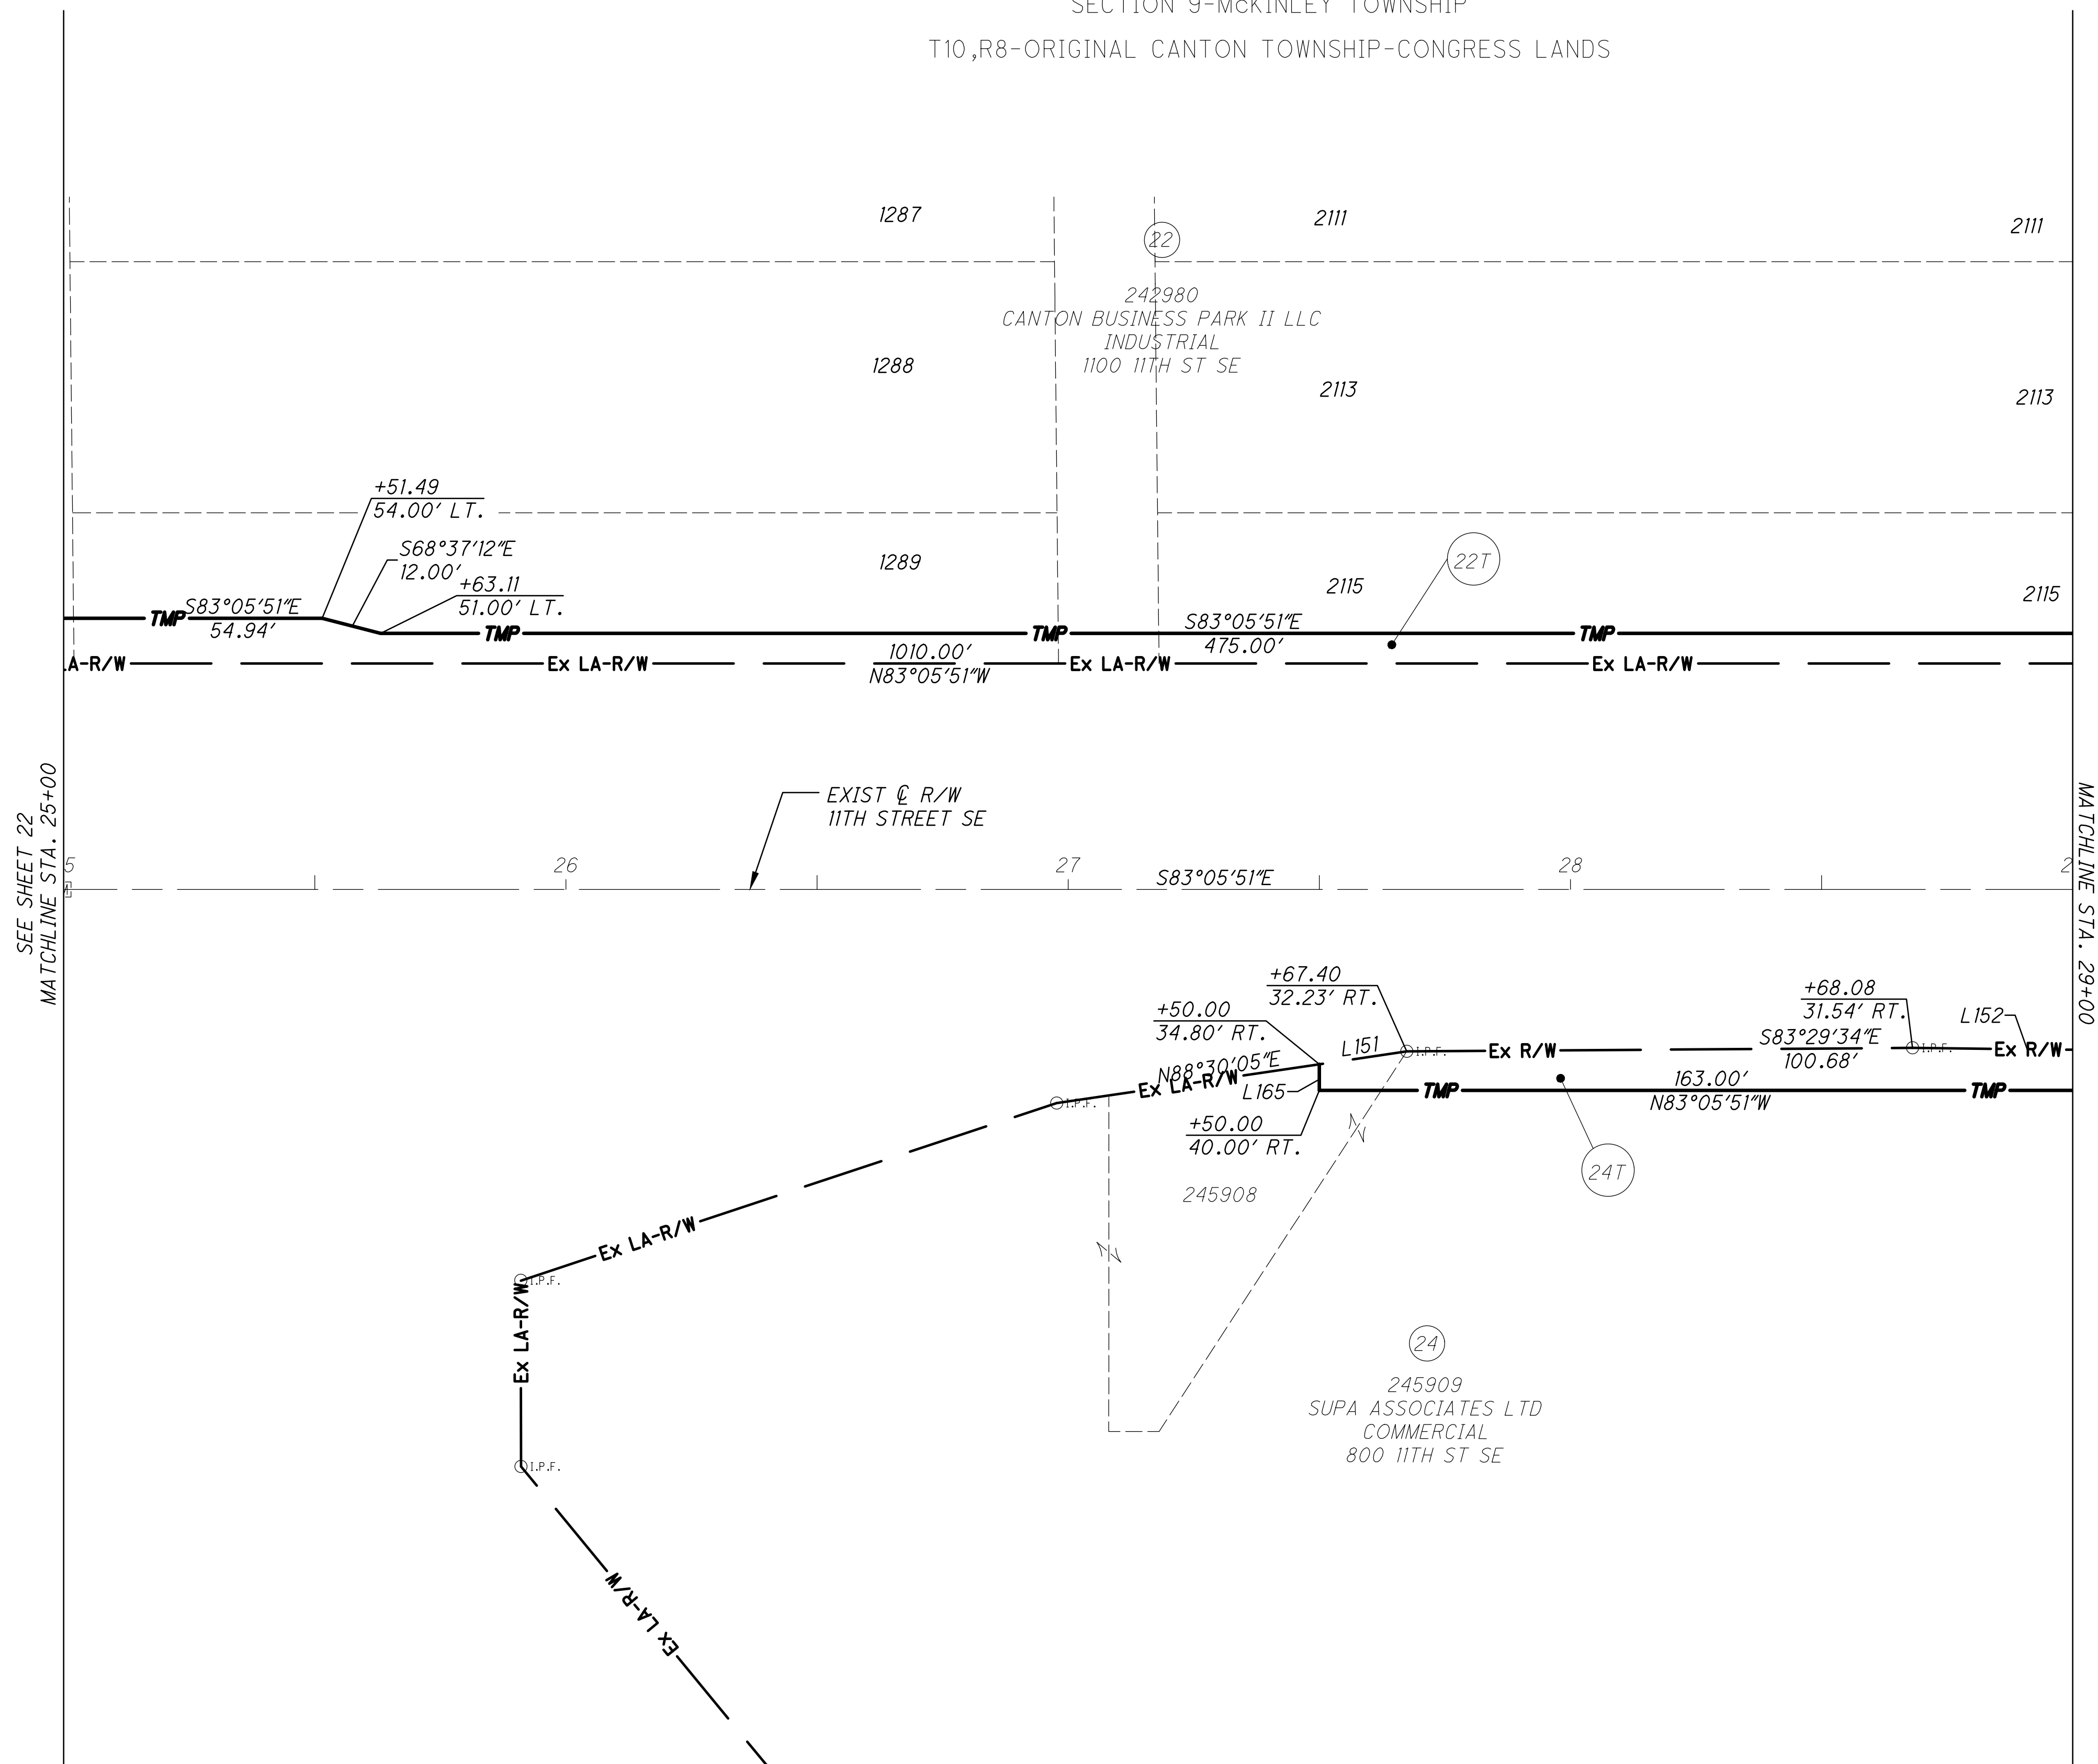 SECTION 9-McKINLEY TOWNSHIP
T10,R8-ORIGINAL CANTON TOWNSHIP-CONGRESS LANDS
1287
2111
2111
22
242980
CANTON BUSINESS PARK II LLC
INDUSTRIAL
1100 11TH ST SE
1288
2113
2113
+51.49
54.00' LT.
S68°37'12"E
12.00'
+63.11
51.00' LT.
1289
22T
2115
2115
TMP
S83°05'51"E
54.94'
TMP
TMP
S83°05'51"E
475.00'
TMP
LA-R/W
Ex LA-R/W
1010.00'
N83°05'51"W
Ex LA-R/W
Ex LA-R/W
SEE SHEET 22
MATCHLINE STA. 25+00
MATCHLINE STA. 29+00
EXIST ℄ R/W
11TH STREET SE
5
26
27
S83°05'51"E
28
2
+67.40
32.23' RT.
+68.08
31.54' RT.
+50.00
34.80' RT.
L152
L151
I.P.F.
Ex R/W
S83°29'34"E
100.68'
I.P.F.
Ex R/W
N88°30'05"E
Ex LA-R/W
L165
TMP
163.00'
N83°05'51"W
TMP
I.P.F.
+50.00
40.00' RT.
24T
245908
Ex LA-R/W
I.P.F.
Ex LA-R/W
I.P.F.
24
245909
SUPA ASSOCIATES LTD
COMMERCIAL
800 11TH ST SE
Ex LA-R/W